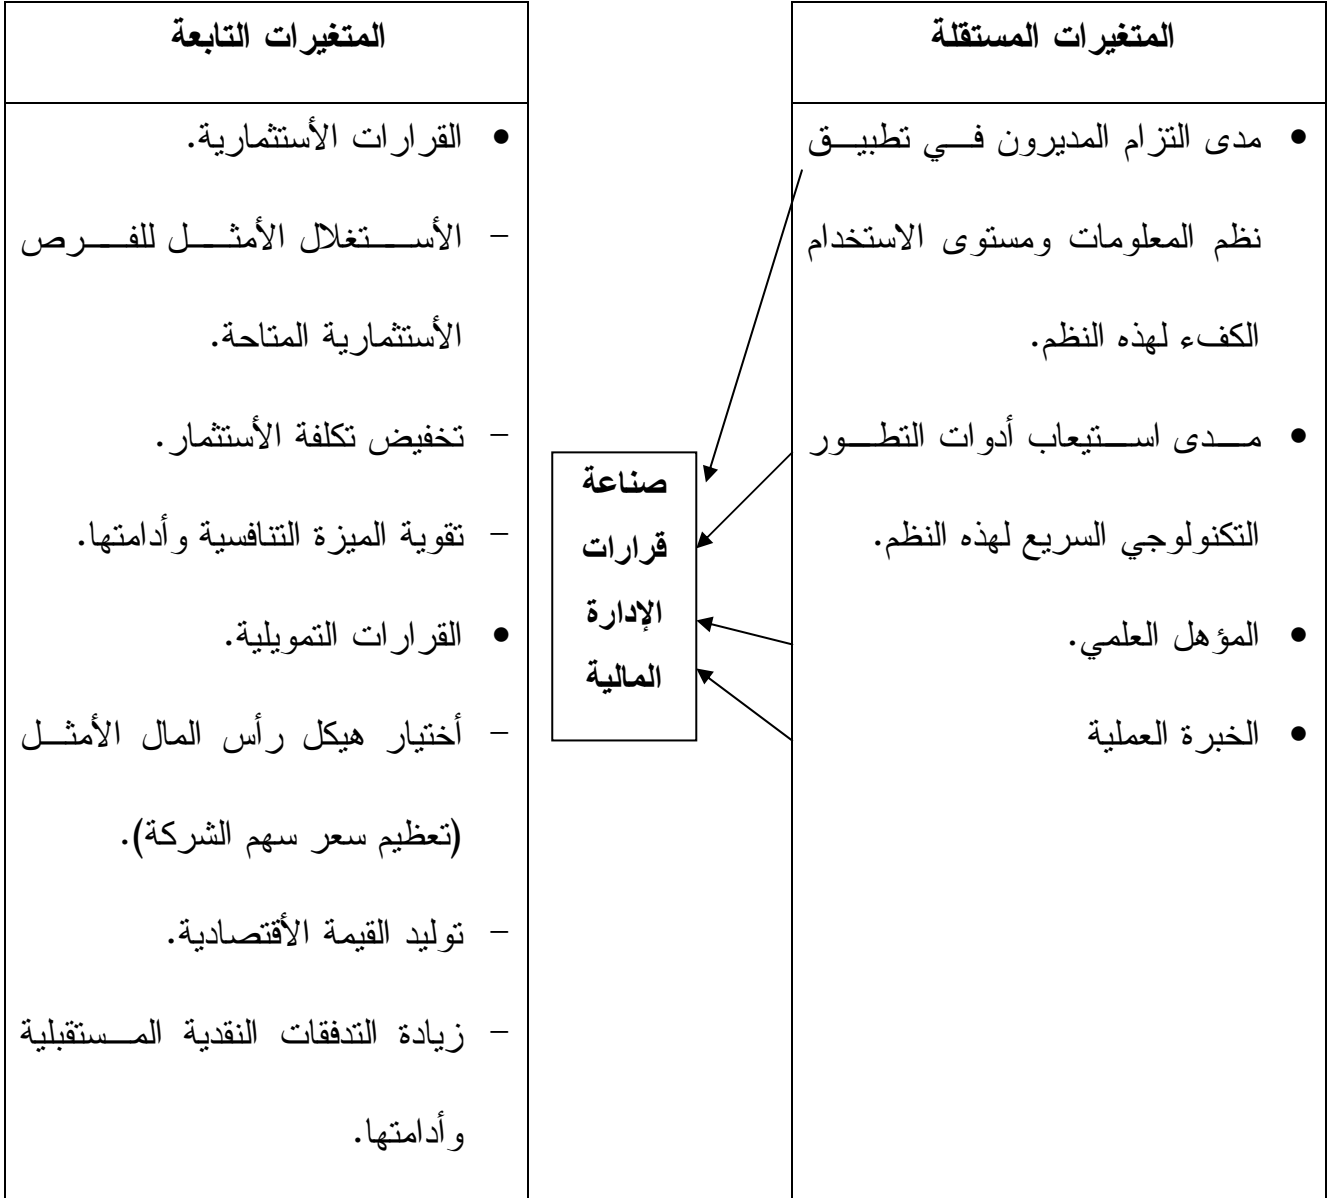 المتغيرات المستقلة
مدى التزام المديرون في تطبيق
نظم المعلومات ومستوى الاستخدام
الكفء لهذه النظم.
مدى استيعاب أدوات التطور
التكنولوجي السريع لهذه النظم.
المؤهل العلمي.
الخبرة العملية
صناعة
قرارات
الإدارة
المالية
المتغيرات التابعة
القرارات الأستثمارية.
- الأستغلال الأمثل للفرص
الأستثمارية المتاحة.
- تخفيض تكلفة الأستثمار.
- تقوية الميزة التنافسية وأدامتها.
القرارات التمويلية.
- أختيار هيكل رأس المال الأمثل
(تعظيم سعر سهم الشركة).
- توليد القيمة الأقتصادية.
- زيادة التدفقات النقدية المستقبلية
وأدامتها.